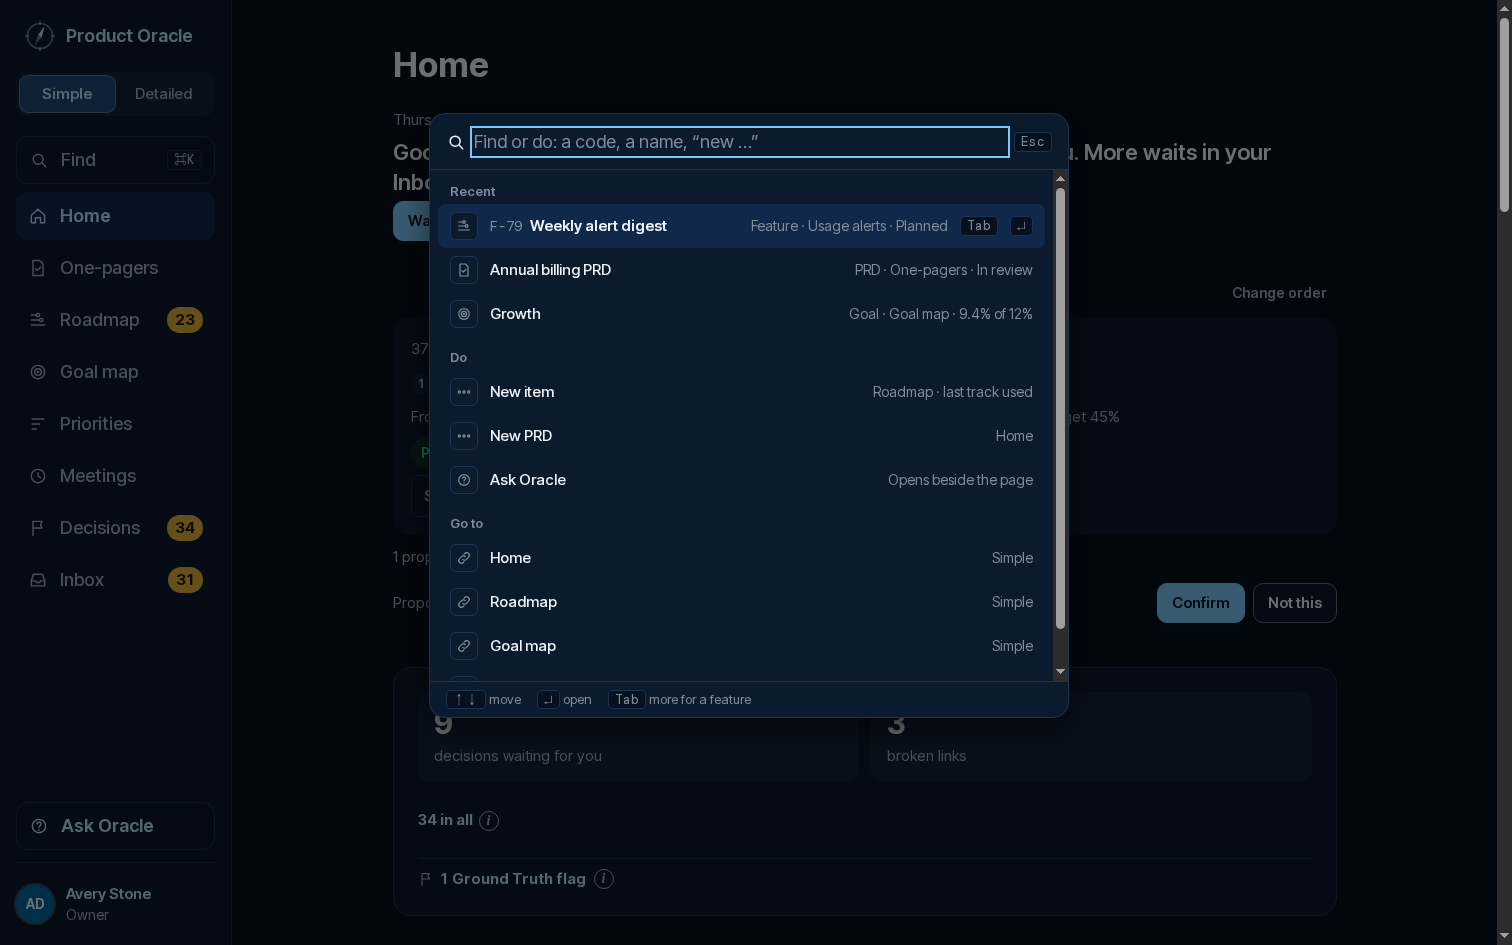 Product Oracle
Simple
Detailed
Find
⌘K
Home
One-pagers
Roadmap
23
Goal map
Priorities
Meetings
Decisions
34
Inbox
31
Ask Oracle
AD
Avery Stone
Owner
Home
Find or do: a code, a name, “new …”
Esc
More waits in your
Change order
Recent
F-79 Weekly alert digest
Feature · Usage alerts · Planned
Tab
↵
Annual billing PRD
PRD · One-pagers · In review
Growth
Goal · Goal map · 9.4% of 12%
Do
New item
Roadmap · last track used
New PRD
Home
Ask Oracle
Opens beside the page
Go to
Home
Simple
Roadmap
Simple
Goal map
Simple
↑↓ move
↵ open
Tab more for a feature
45%
Confirm
Not this
9
decisions waiting for you
3
broken links
34 in all
i
1 Ground Truth flag
i